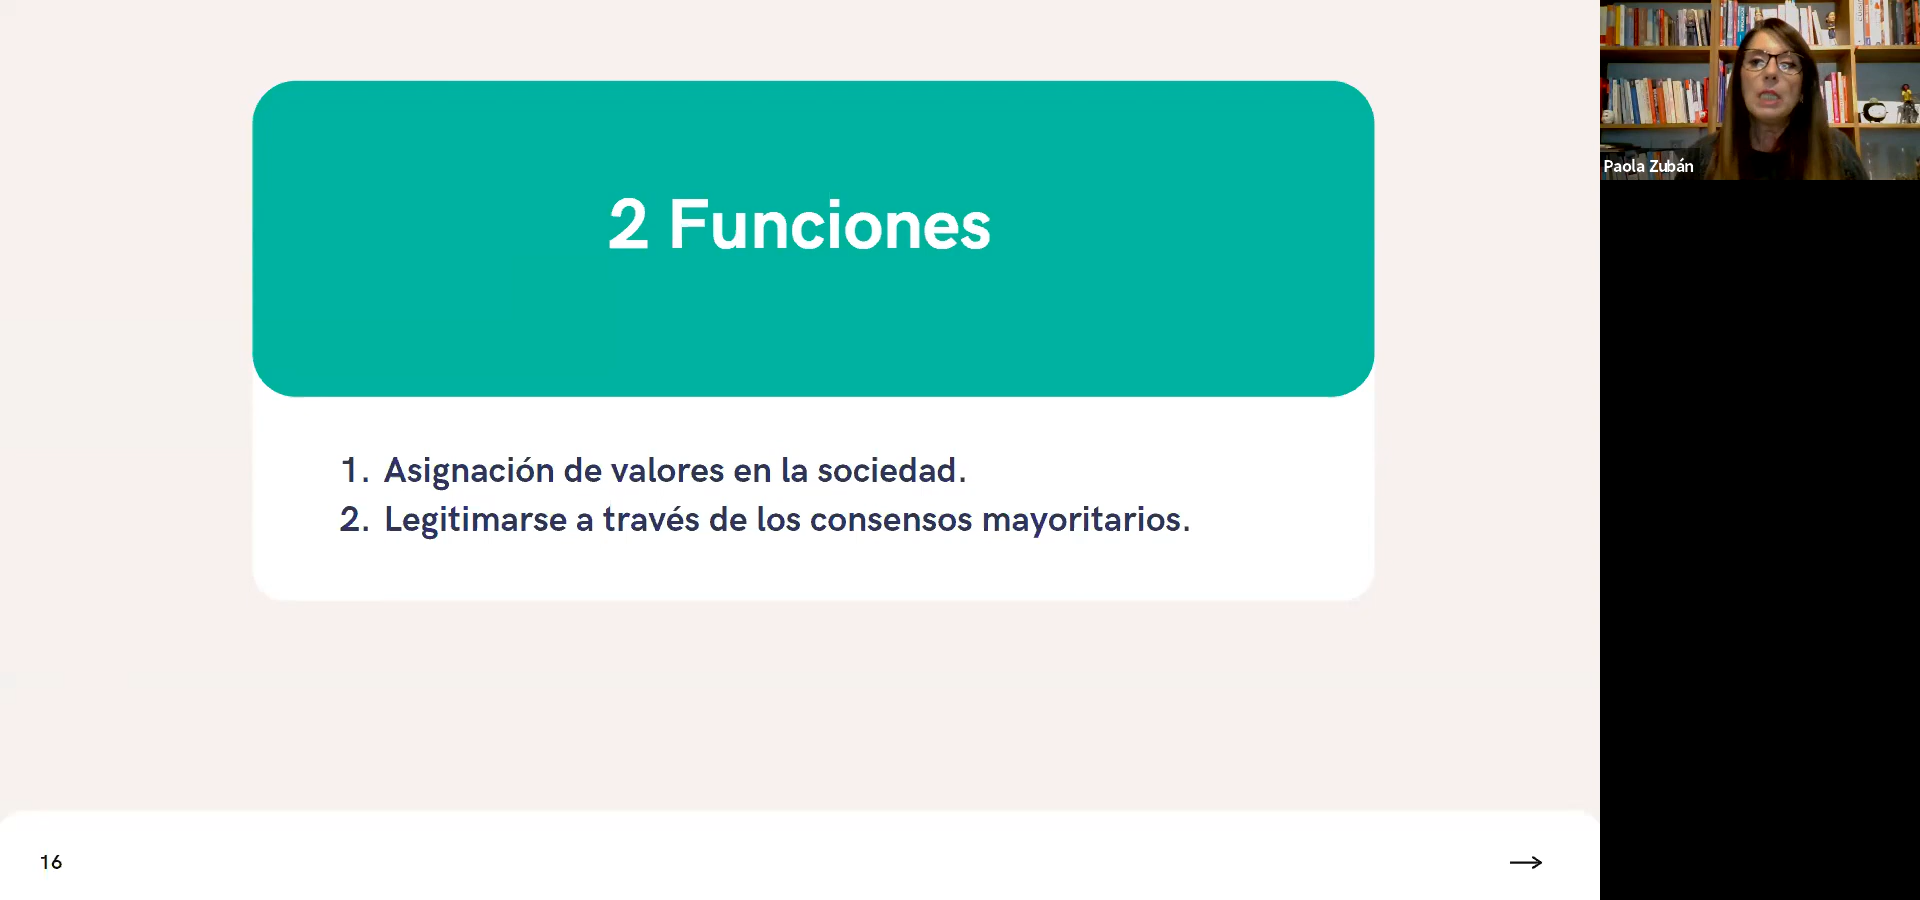 2 Funciones
1. Asignación de valores en la sociedad.
2. Legitimarse a través de los consensos mayoritarios.
16
Paola Zubán